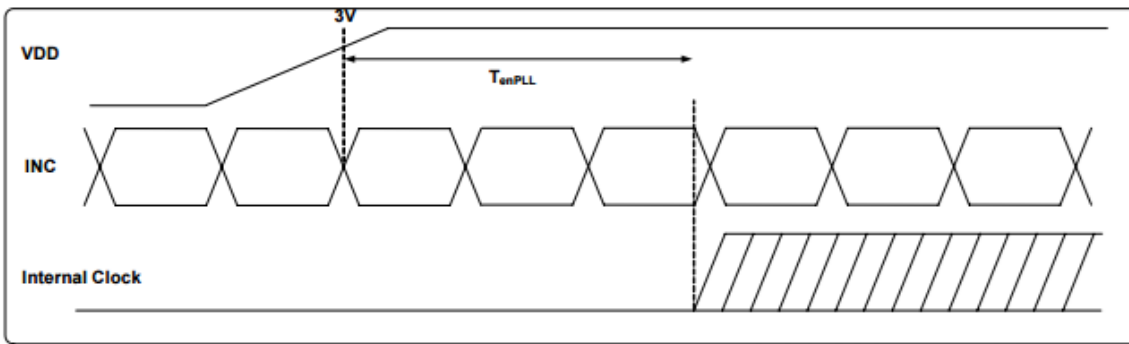 3V
VDD
TenPLL
INC
Internal Clock